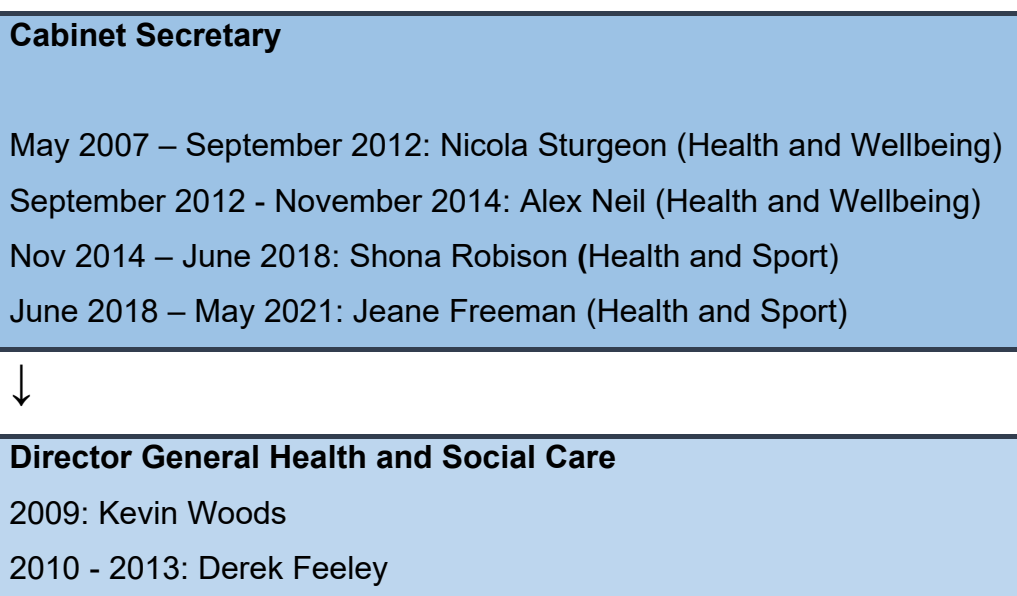 Cabinet Secretary
May 2007 – September 2012: Nicola Sturgeon (Health and Wellbeing)
September 2012 - November 2014: Alex Neil (Health and Wellbeing)
Nov 2014 – June 2018: Shona Robison (Health and Sport)
June 2018 – May 2021: Jeane Freeman (Health and Sport)
↓
Director General Health and Social Care
2009: Kevin Woods
2010 - 2013: Derek Feeley